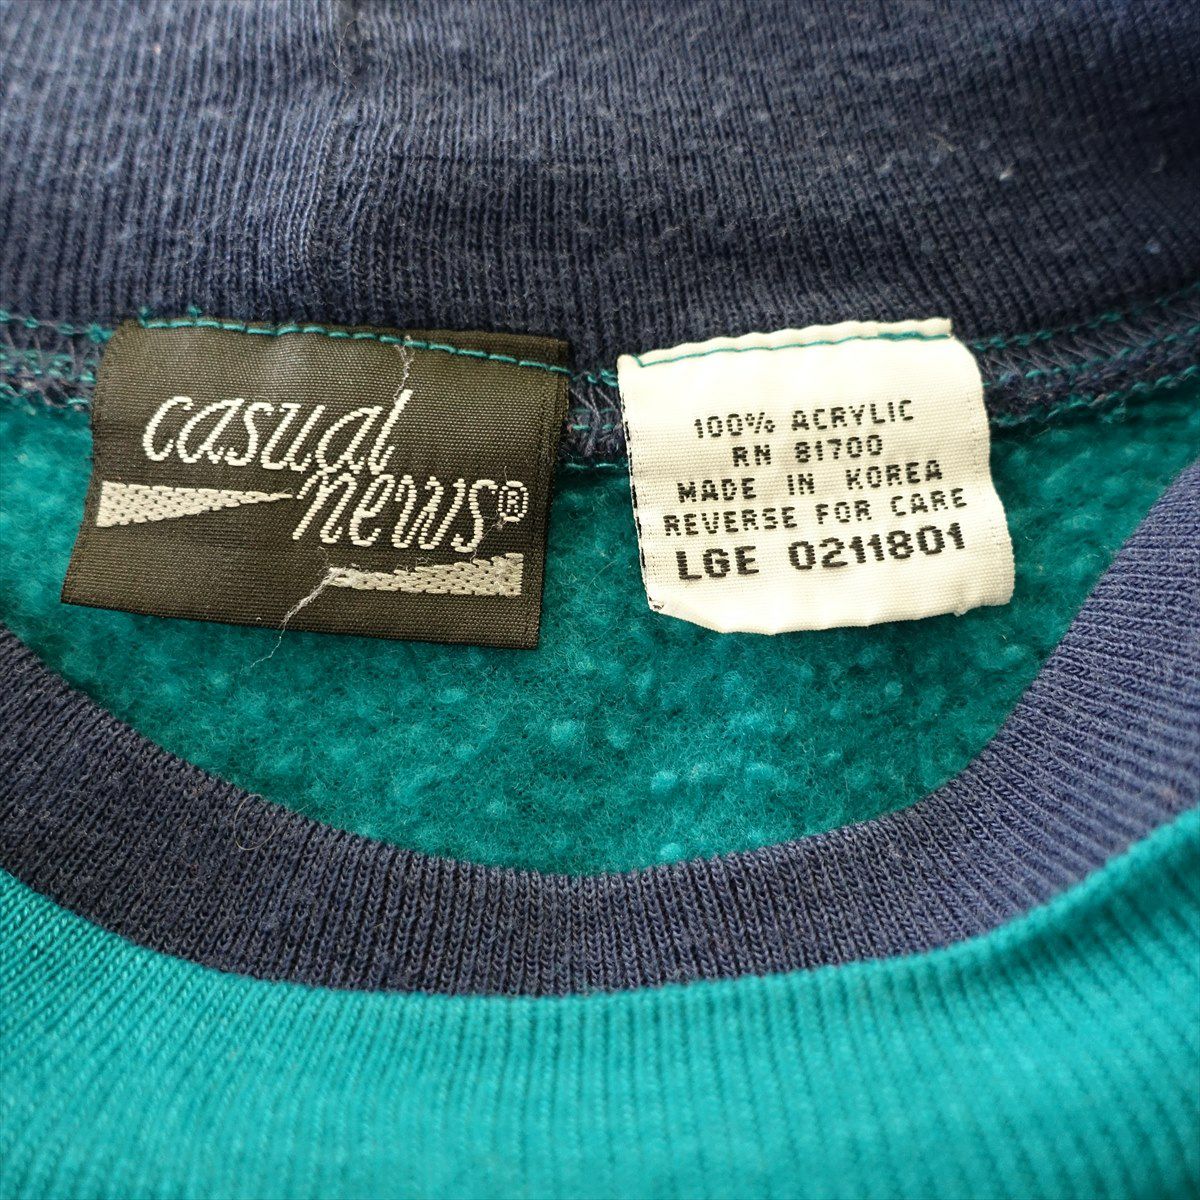 casual
news®
100% ACRYLIC
RN 81700
MADE IN KOREA
REVERSE FOR CARE
LGE 0211801